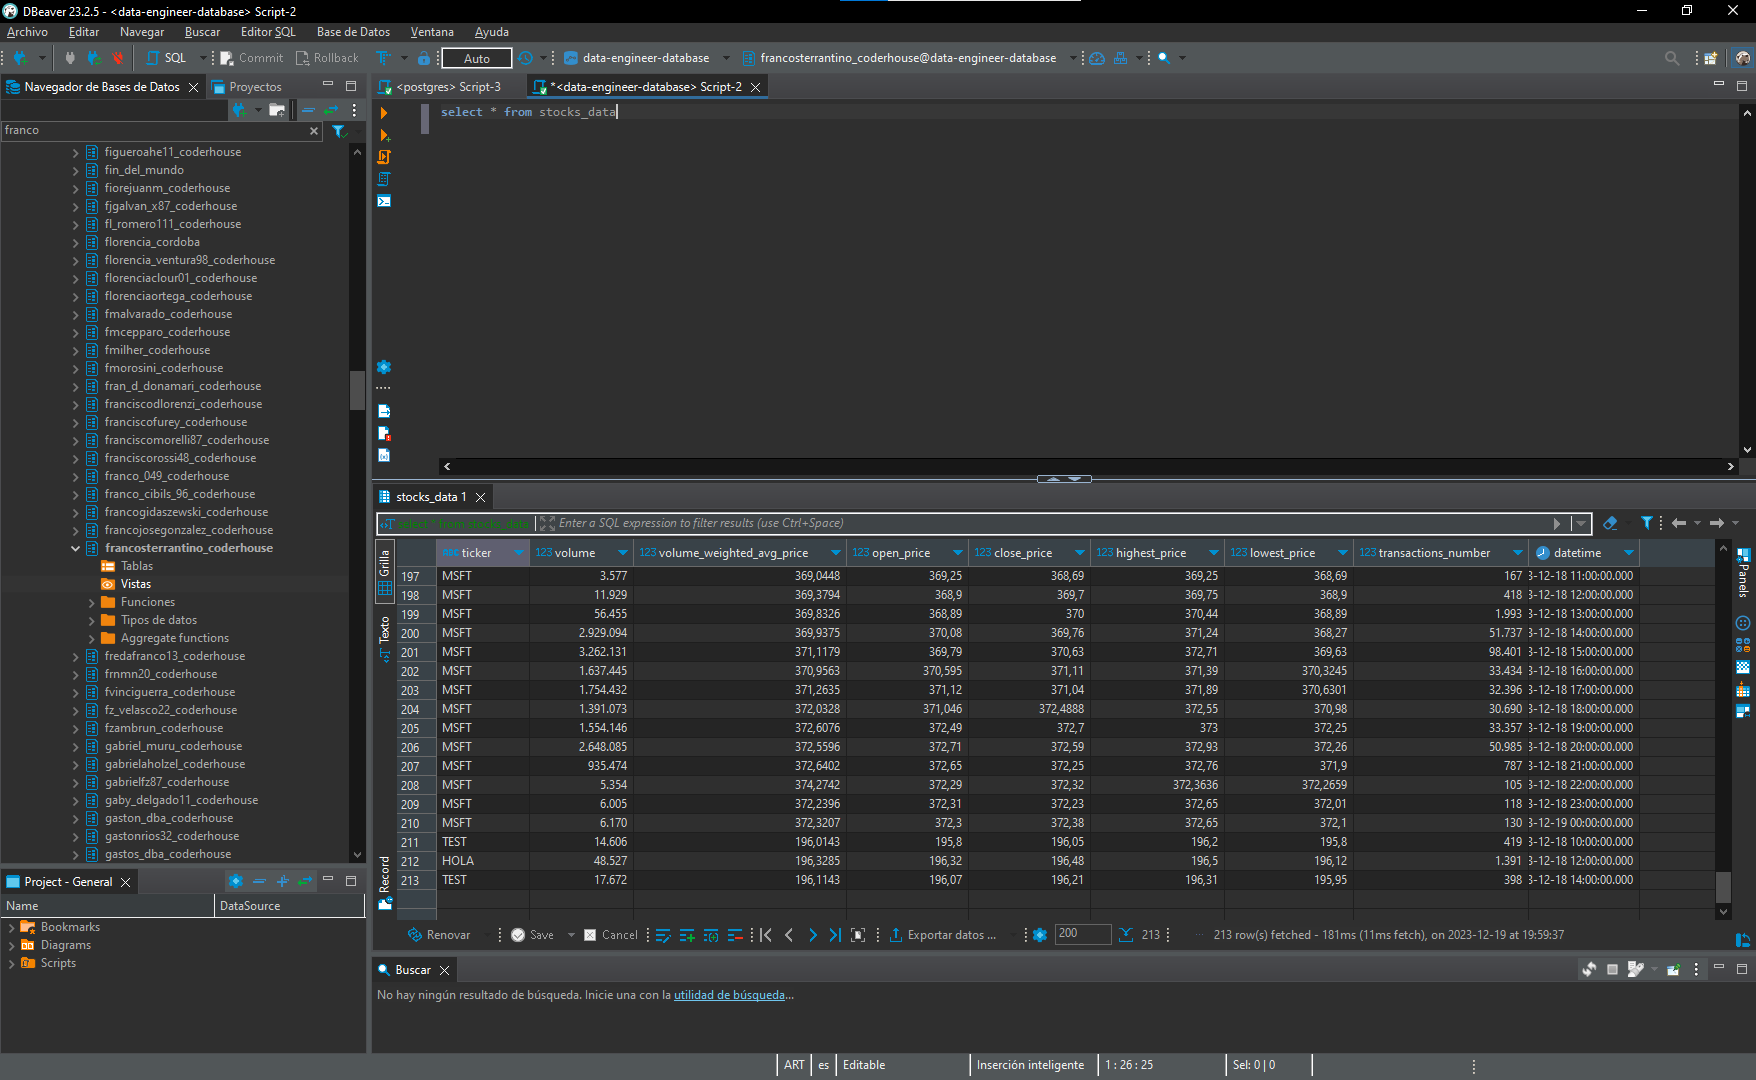 DBeaver 23.2.5 - <data-engineer-database> Script-2
Archivo Editar Navegar Buscar Editor SQL Base de Datos Ventana Ayuda
SQL Commit Rollback Auto data-engineer-database francosterrantino_coderhouse@data-engineer-database
Navegador de Bases de Datos Proyectos
franco
figueroahe11_coderhouse
fin_del_mundo
fiorejuanm_coderhouse
fjgalvan_x87_coderhouse
fl_romero111_coderhouse
florencia_cordoba
florencia_ventura98_coderhouse
florenciaclour01_coderhouse
florenciaortega_coderhouse
fmalvarado_coderhouse
fmcepparo_coderhouse
fmilher_coderhouse
fmorosini_coderhouse
fran_d_donamari_coderhouse
franciscodlorenzi_coderhouse
franciscofurey_coderhouse
franciscomorelli87_coderhouse
franciscorossi48_coderhouse
franco_049_coderhouse
franco_cibils_96_coderhouse
francogidaszewski_coderhouse
francojosegonzalez_coderhouse
francosterrantino_coderhouse
Tablas
Vistas
Funciones
Tipos de datos
Aggregate functions
fredafranco13_coderhouse
frnmn20_coderhouse
fvinciguerra_coderhouse
fz_velasco22_coderhouse
fzambrun_coderhouse
gabriel_muru_coderhouse
gabrielaholzel_coderhouse
gabrielfz87_coderhouse
gaby_delgado11_coderhouse
gaston_dba_coderhouse
gastonrios32_coderhouse
gastos_dba_coderhouse
Project - General
Name DataSource
Bookmarks
Diagrams
Scripts
<postgres> Script-3 *<data-engineer-database> Script-2
select * from stocks_data
stocks_data 1
select * from stocks_data Enter a SQL expression to filter results (use Ctrl+Space)
Grilla
Texto
Record
ticker 123 volume 123 volume_weighted_avg_price 123 open_price 123 close_price 123 highest_price 123 lowest_price 123 transactions_number datetime
197 MSFT 3.577 369,0448 369,25 368,69 369,25 368,69 167 3-12-18 11:00:00.000
198 MSFT 11.929 369,3794 368,9 369,7 369,75 368,9 418 3-12-18 12:00:00.000
199 MSFT 56.455 369,8326 368,89 370 370,44 368,89 1.993 3-12-18 13:00:00.000
200 MSFT 2.929.094 369,9375 370,08 369,76 371,24 368,27 51.737 3-12-18 14:00:00.000
201 MSFT 3.262.131 371,1179 369,79 370,63 372,71 369,63 98.401 3-12-18 15:00:00.000
202 MSFT 1.637.445 370,9563 370,595 371,11 371,39 370,3245 33.434 3-12-18 16:00:00.000
203 MSFT 1.754.432 371,2635 371,12 371,04 371,89 370,6301 32.396 3-12-18 17:00:00.000
204 MSFT 1.391.073 372,0328 371,046 372,4888 372,55 370,98 30.690 3-12-18 18:00:00.000
205 MSFT 1.554.146 372,6076 372,49 372,7 373 372,25 33.357 3-12-18 19:00:00.000
206 MSFT 2.648.085 372,5596 372,71 372,59 372,93 372,26 50.985 3-12-18 20:00:00.000
207 MSFT 935.474 372,6402 372,65 372,25 372,76 371,9 787 3-12-18 21:00:00.000
208 MSFT 5.354 374,2742 372,29 372,32 372,3636 372,2659 105 3-12-18 22:00:00.000
209 MSFT 6.005 372,2396 372,31 372,23 372,65 372,01 118 3-12-18 23:00:00.000
210 MSFT 6.170 372,3207 372,3 372,38 372,65 372,1 130 3-12-19 00:00:00.000
211 TEST 14.606 196,0143 195,8 196,05 196,2 195,8 419 3-12-18 10:00:00.000
212 HOLA 48.527 196,3285 196,32 196,48 196,5 196,12 1.391 3-12-18 12:00:00.000
213 TEST 17.672 196,1143 196,07 196,21 196,31 195,95 398 3-12-18 14:00:00.000
Panels
Renovar Save Cancel Exportar datos ... 200 213 213 row(s) fetched - 181ms (11ms fetch), on 2023-12-19 at 19:59:37
Buscar
No hay ningún resultado de búsqueda. Inicie una con la utilidad de búsqueda...
ART es Editable Inserción inteligente 1 : 26 : 25 Sel: 0 | 0